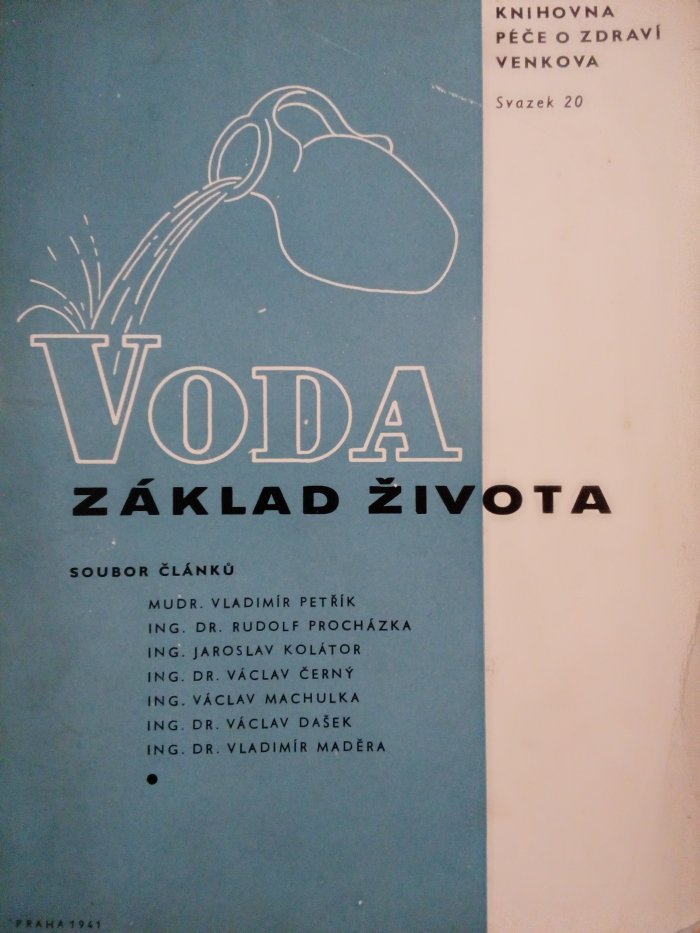 KNIHOVNA
PÉČE O ZDRAVÍ
VENKOVA
Svazek 20
VODA
ZÁKLAD ŽIVOTA
SOUBOR ČLÁNKŮ
MUDR. VLADIMÍR PETŘÍK
ING. DR. RUDOLF PROCHÁZKA
ING. JAROSLAV KOLÁTOR
ING. DR. VÁCLAV ČERNÝ
ING. VÁCLAV MACHULKA
ING. DR. VÁCLAV DAŠEK
ING. DR. VLADIMÍR MADĚRA
PRAHA 1941